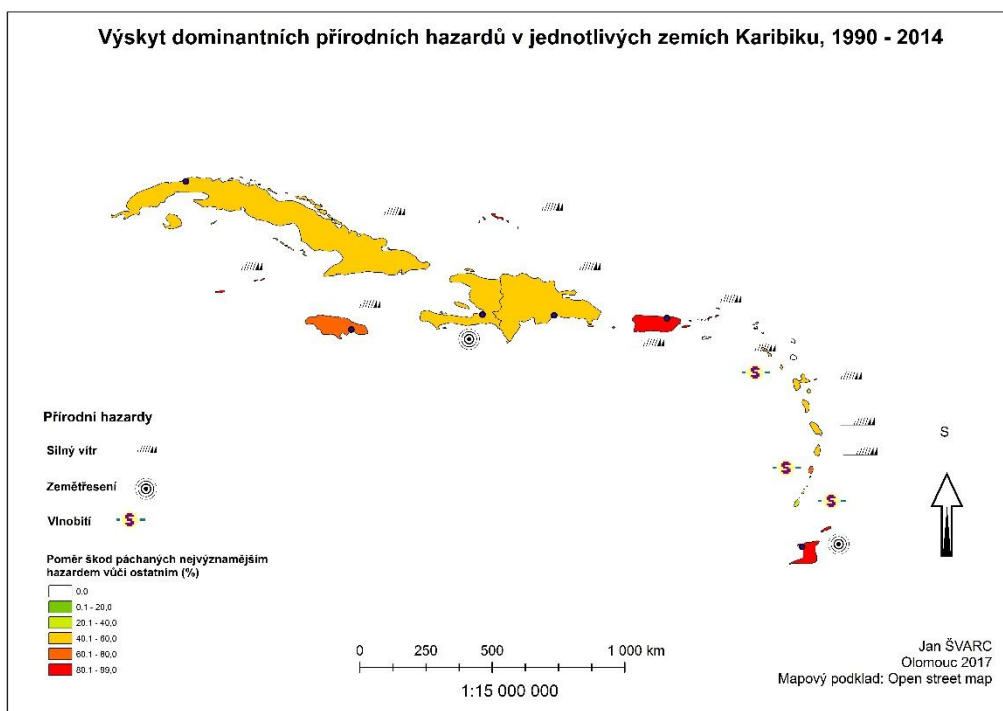 Výskyt dominantních přírodních hazardů v jednotlivých zemích Karibiku, 1990 - 2014
Přírodní hazardy
Silný vítr
Zemětřesení
Vlnobití
S
S
S
S
S
Poměr škod páchaných nejvýznamějším
hazardem vůči ostatním (%)
0,0
0.1 - 20,0
20.1 - 40,0
40.1 - 60,0
60.1 - 80,0
80.1 - 99,0
0 250 500 1 000 km
1:15 000 000
Jan ŠVARC
Olomouc 2017
Mapový podklad: Open street map